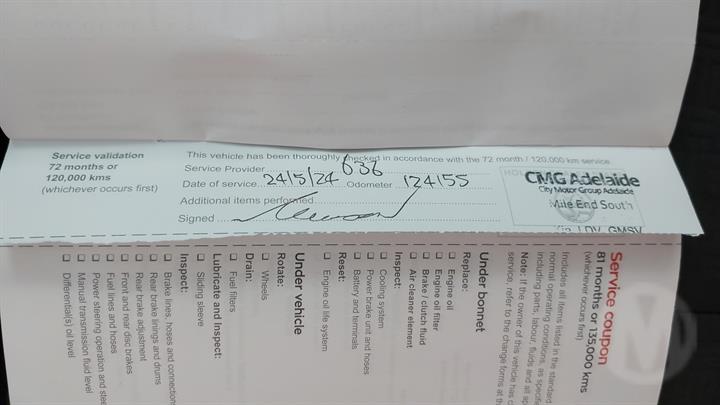 Service validation
72 months or
120,000 kms
(whichever occurs first)
This vehicle has been thoroughly checked in accordance with the 72 month / 120,000 km service.
Service Provider 636
Date of service 24/5/24 Odometer 124155
Additional items performed
Signed
CMG Adelaide
City Motor Group Adelaide
Mile End South
Service coupon
81 months or 135,000 kms
(whichever occurs first)
Includes all items listed in the standard
normal operating conditions, as specifie
including parts, labour, fluids and all ap
Note: If the owner of this vehicle has c
service, refer to the change forms at th
Under bonnet
Replace:
Engine oil
Engine oil filter
Brake / clutch fluid
Air cleaner element
Inspect:
Cooling system
Power brake unit and hoses
Battery and terminals
Reset:
Engine oil life system
Under vehicle
Rotate:
Wheels
Drain:
Fuel filters
Lubricate and Inspect:
Sliding sleeve
Inspect:
Brake lines, hoses and connections
Rear brake linings and drums
Rear brake adjustment
Front and rear disc brakes
Fuel lines and hoses
Power steering operation and stee
Manual transmission fluid level
Differential(s) oil level